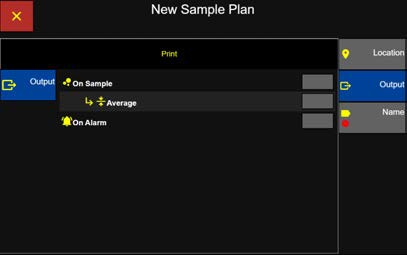 New Sample Plan
Print
Output
On Sample
Average
On Alarm
Location
Output
Name